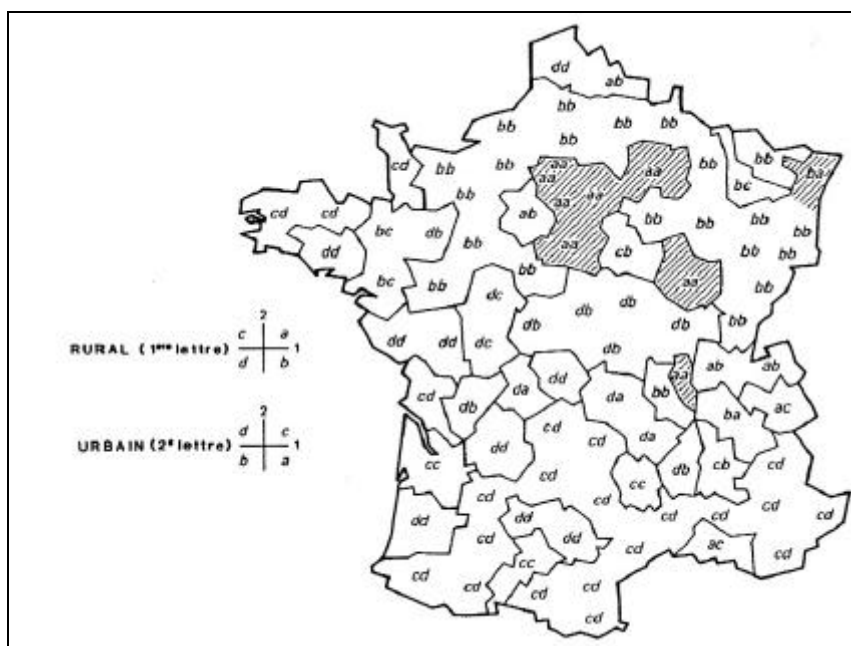 dd
ab
bb
bb bb
bb
bb
cd bb bb aa bb bb
aa aa ba
bb aa bc
aa
cd cd ab bb bb bb
bc db bb
bb aa
dd cb bb bb
bb
bc bb aa bb
dc
db db
2
db db bb
c a
RURAL (1ère lettre) 1
d b
dd dd dc db
ab ab
aa
cd db da dd da bb ba ac
2
d c
URBAIN (2e lettre) 1
b a
cd
dd cd da
cc db cb cd
cc
cd cd cd
dd dd cd cd cd
cd dd
cd ac
cc cd cd
cd cd cd cd
cd